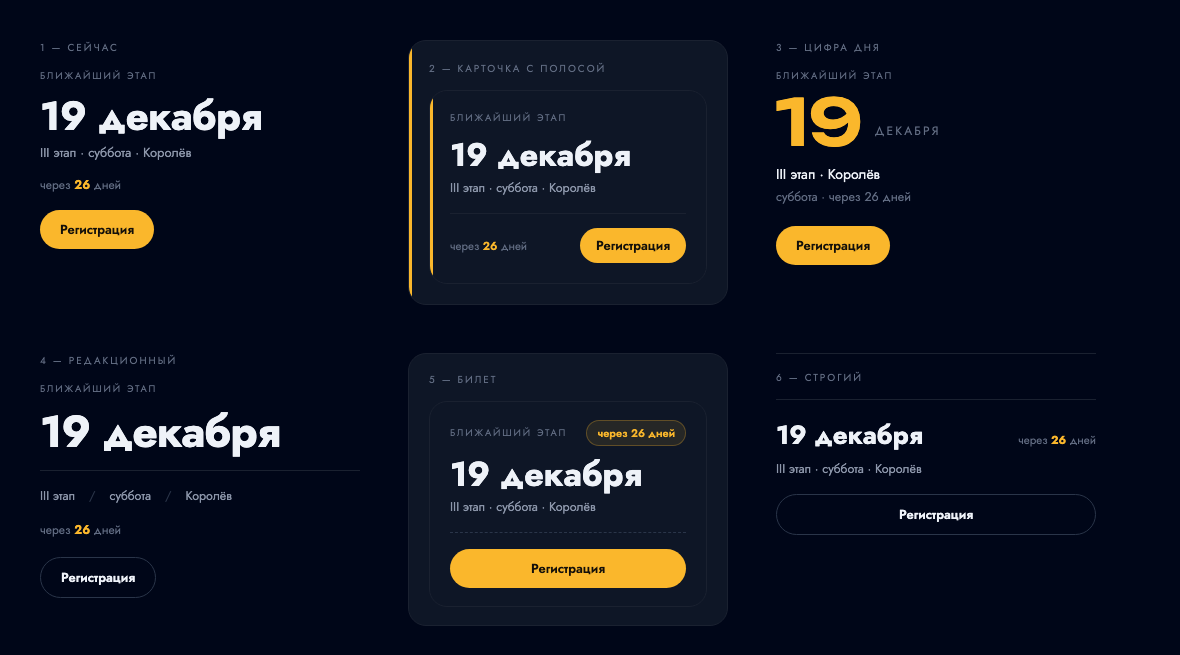 1 — СЕЙЧАС
БЛИЖАЙШИЙ ЭТАП
19 декабря
III этап · суббота · Королёв
через 26 дней
Регистрация
2 — КАРТОЧКА С ПОЛОСОЙ
БЛИЖАЙШИЙ ЭТАП
19 декабря
III этап · суббота · Королёв
через 26 дней
Регистрация
3 — ЦИФРА ДНЯ
БЛИЖАЙШИЙ ЭТАП
19 ДЕКАБРЯ
III этап · Королёв
суббота · через 26 дней
Регистрация
4 — РЕДАКЦИОННЫЙ
БЛИЖАЙШИЙ ЭТАП
19 декабря
III этап / суббота / Королёв
через 26 дней
Регистрация
5 — БИЛЕТ
БЛИЖАЙШИЙ ЭТАП
через 26 дней
19 декабря
III этап · суббота · Королёв
Регистрация
6 — СТРОГИЙ
19 декабря
через 26 дней
III этап · суббота · Королёв
Регистрация